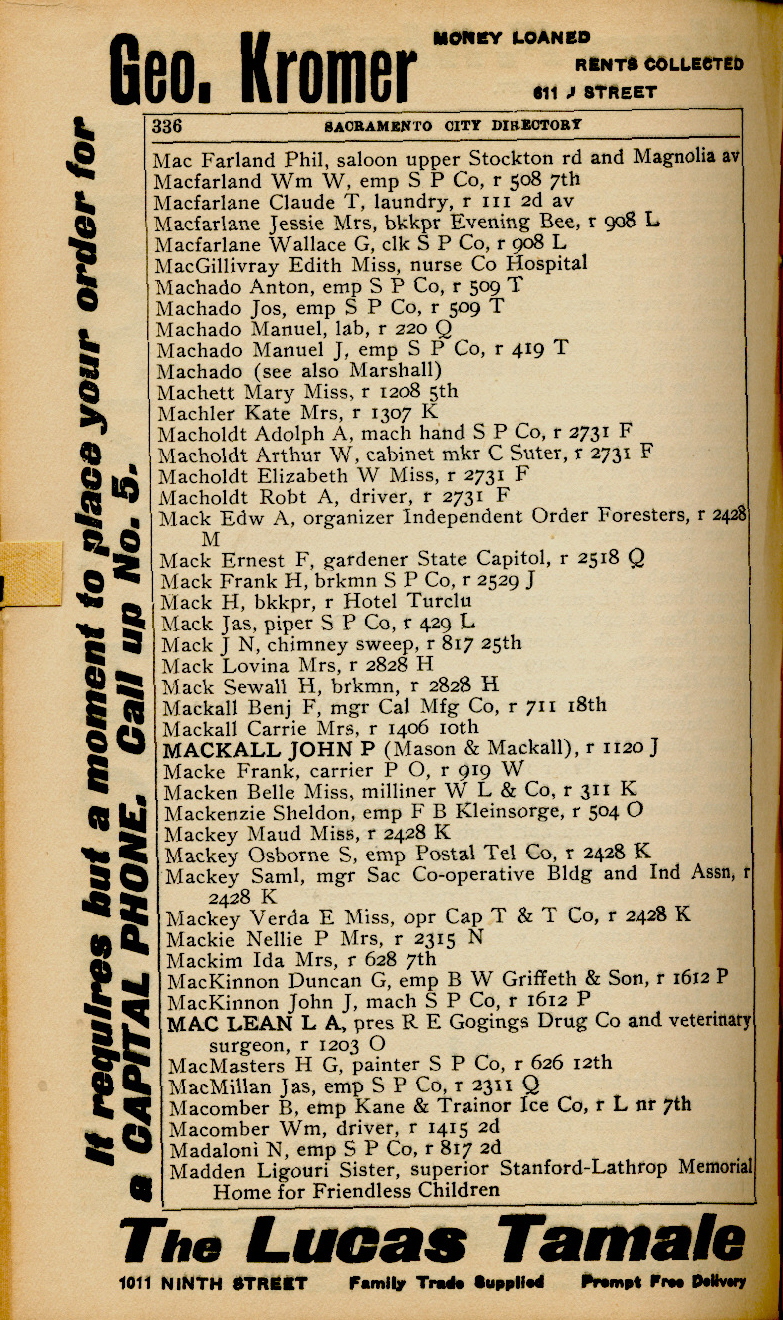 Geo. Kromer
MONEY LOANED
RENTS COLLECTED
611 J STREET
336 SACRAMENTO CITY DIRECTORY
Mac Farland Phil, saloon upper Stockton rd and Magnolia av
Macfarland Wm W, emp S P Co, r 508 7th
Macfarlane Claude T, laundry, r 111 2d av
Macfarlane Jessie Mrs, bkkpr Evening Bee, r 908 L
Macfarlane Wallace G, clk S P Co, r 908 L
MacGillivray Edith Miss, nurse Co Hospital
Machado Anton, emp S P Co, r 509 T
Machado Jos, emp S P Co, r 509 T
Machado Manuel, lab, r 220 Q
Machado Manuel J, emp S P Co, r 419 T
Machado (see also Marshall)
Machett Mary Miss, r 1208 5th
Machler Kate Mrs, r 1307 K
Macholdt Adolph A, mach hand S P Co, r 2731 F
Macholdt Arthur W, cabinet mkr C Suter, r 2731 F
Macholdt Elizabeth W Miss, r 2731 F
Macholdt Robt A, driver, r 2731 F
Mack Edw A, organizer Independent Order Foresters, r 2428
M
Mack Ernest F, gardener State Capitol, r 2518 Q
Mack Frank H, brkmn S P Co, r 2529 J
Mack H, bkkpr, r Hotel Turclu
Mack Jas, piper S P Co, r 429 L
Mack J N, chimney sweep, r 817 25th
Mack Lovina Mrs, r 2828 H
Mack Sewall H, brkmn, r 2828 H
Mackall Benj F, mgr Cal Mfg Co, r 711 18th
Mackall Carrie Mrs, r 1406 10th
MACKALL JOHN P (Mason & Mackall), r 1120 J
Macke Frank, carrier P O, r 919 W
Macken Belle Miss, milliner W L & Co, r 311 K
Mackenzie Sheldon, emp F B Kleinsorge, r 504 O
Mackey Maud Miss, r 2428 K
Mackey Osborne S, emp Postal Tel Co, r 2428 K
Mackey Saml, mgr Sac Co-operative Bldg and Ind Assn, r
2428 K
Mackey Verda E Miss, opr Cap T & T Co, r 2428 K
Mackie Nellie P Mrs, r 2315 N
Mackim Ida Mrs, r 628 7th
MacKinnon Duncan G, emp B W Griffeth & Son, r 1612 P
MacKinnon John J, mach S P Co, r 1612 P
MAC LEAN L A, pres R E Gogings Drug Co and veterinary
surgeon, r 1203 O
MacMasters H G, painter S P Co, r 626 12th
MacMillan Jas, emp S P Co, r 2311 Q
Macomber B, emp Kane & Trainor Ice Co, r L nr 7th
Macomber Wm, driver, r 1415 2d
Madaloni N, emp S P Co, r 817 2d
Madden Ligouri Sister, superior Stanford-Lathrop Memorial
Home for Friendless Children
It requires but a moment to place your order for
a CAPITAL PHONE. Call up No. 5.
The Lucas Tamale
1011 NINTH STREET Family Trade Supplied Prompt Free Delivery